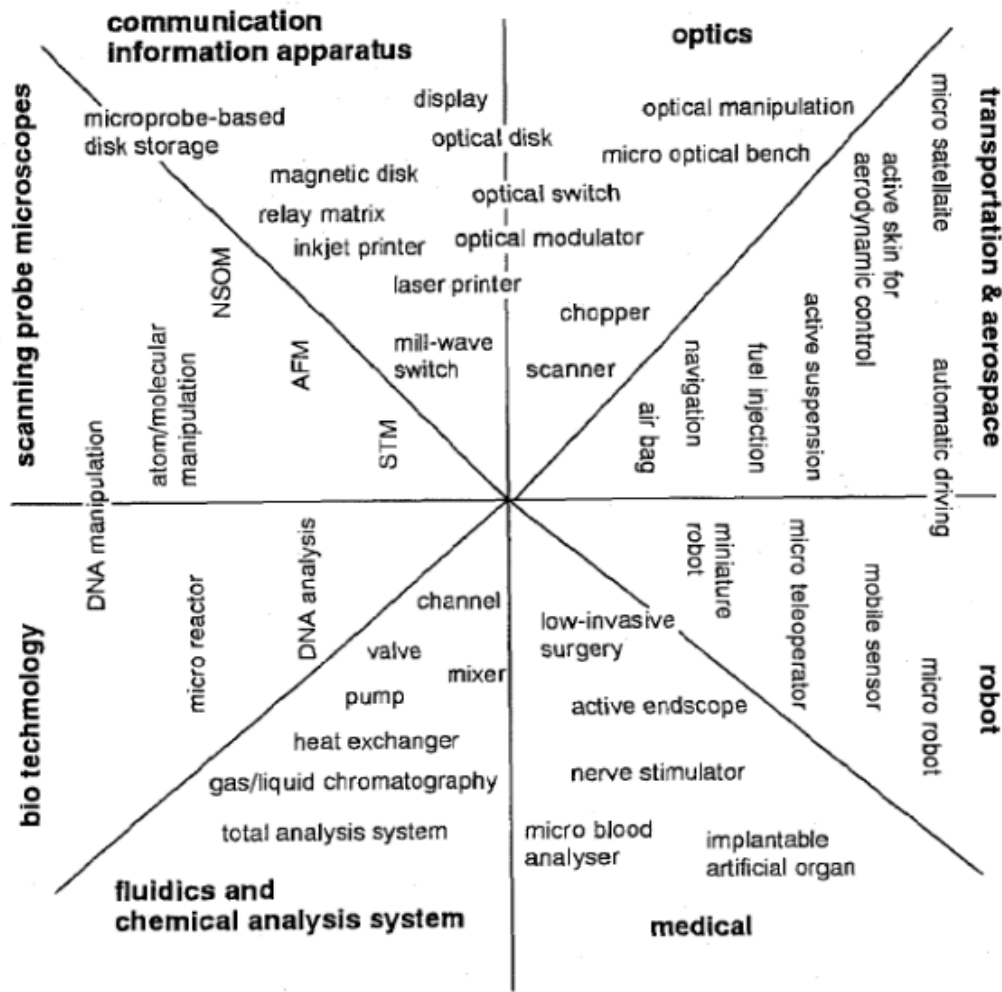 communication
information apparatus
optics
display
optical disk
microprobe-based
disk storage
magnetic disk
relay matrix
inkjet printer
optical switch
optical modulator
laser printer
mill-wave
switch
optical manipulation
micro optical bench
chopper
scanner
transportation & aerospace
micro satellaite
active skin for
aerodynamic control
active suspension
fuel injection
navigation
air bag
automatic driving
scanning probe microscopes
NSOM
AFM
STM
atom/molecular
manipulation
DNA manipulation
bio techmology
micro reactor
DNA analysis
channel
valve
mixer
pump
heat exchanger
gas/liquid chromatography
total analysis system
fluidics and
chemical analysis system
low-invasive
surgery
active endscope
nerve stimulator
micro blood
analyser
implantable
artificial organ
medical
miniature
robot
micro teleoperator
mobile sensor
micro robot
robot